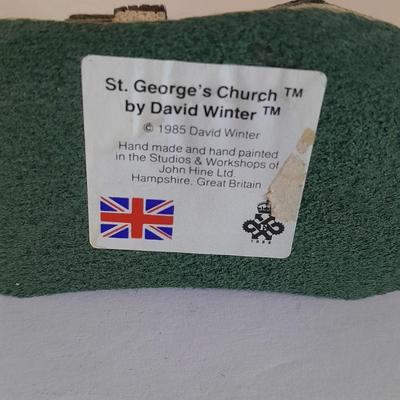 St. George's Church ™
by David Winter ™
© 1985 David Winter
Hand made and hand painted
in the Studios & Workshops of
John Hine Ltd.
Hampshire, Great Britain